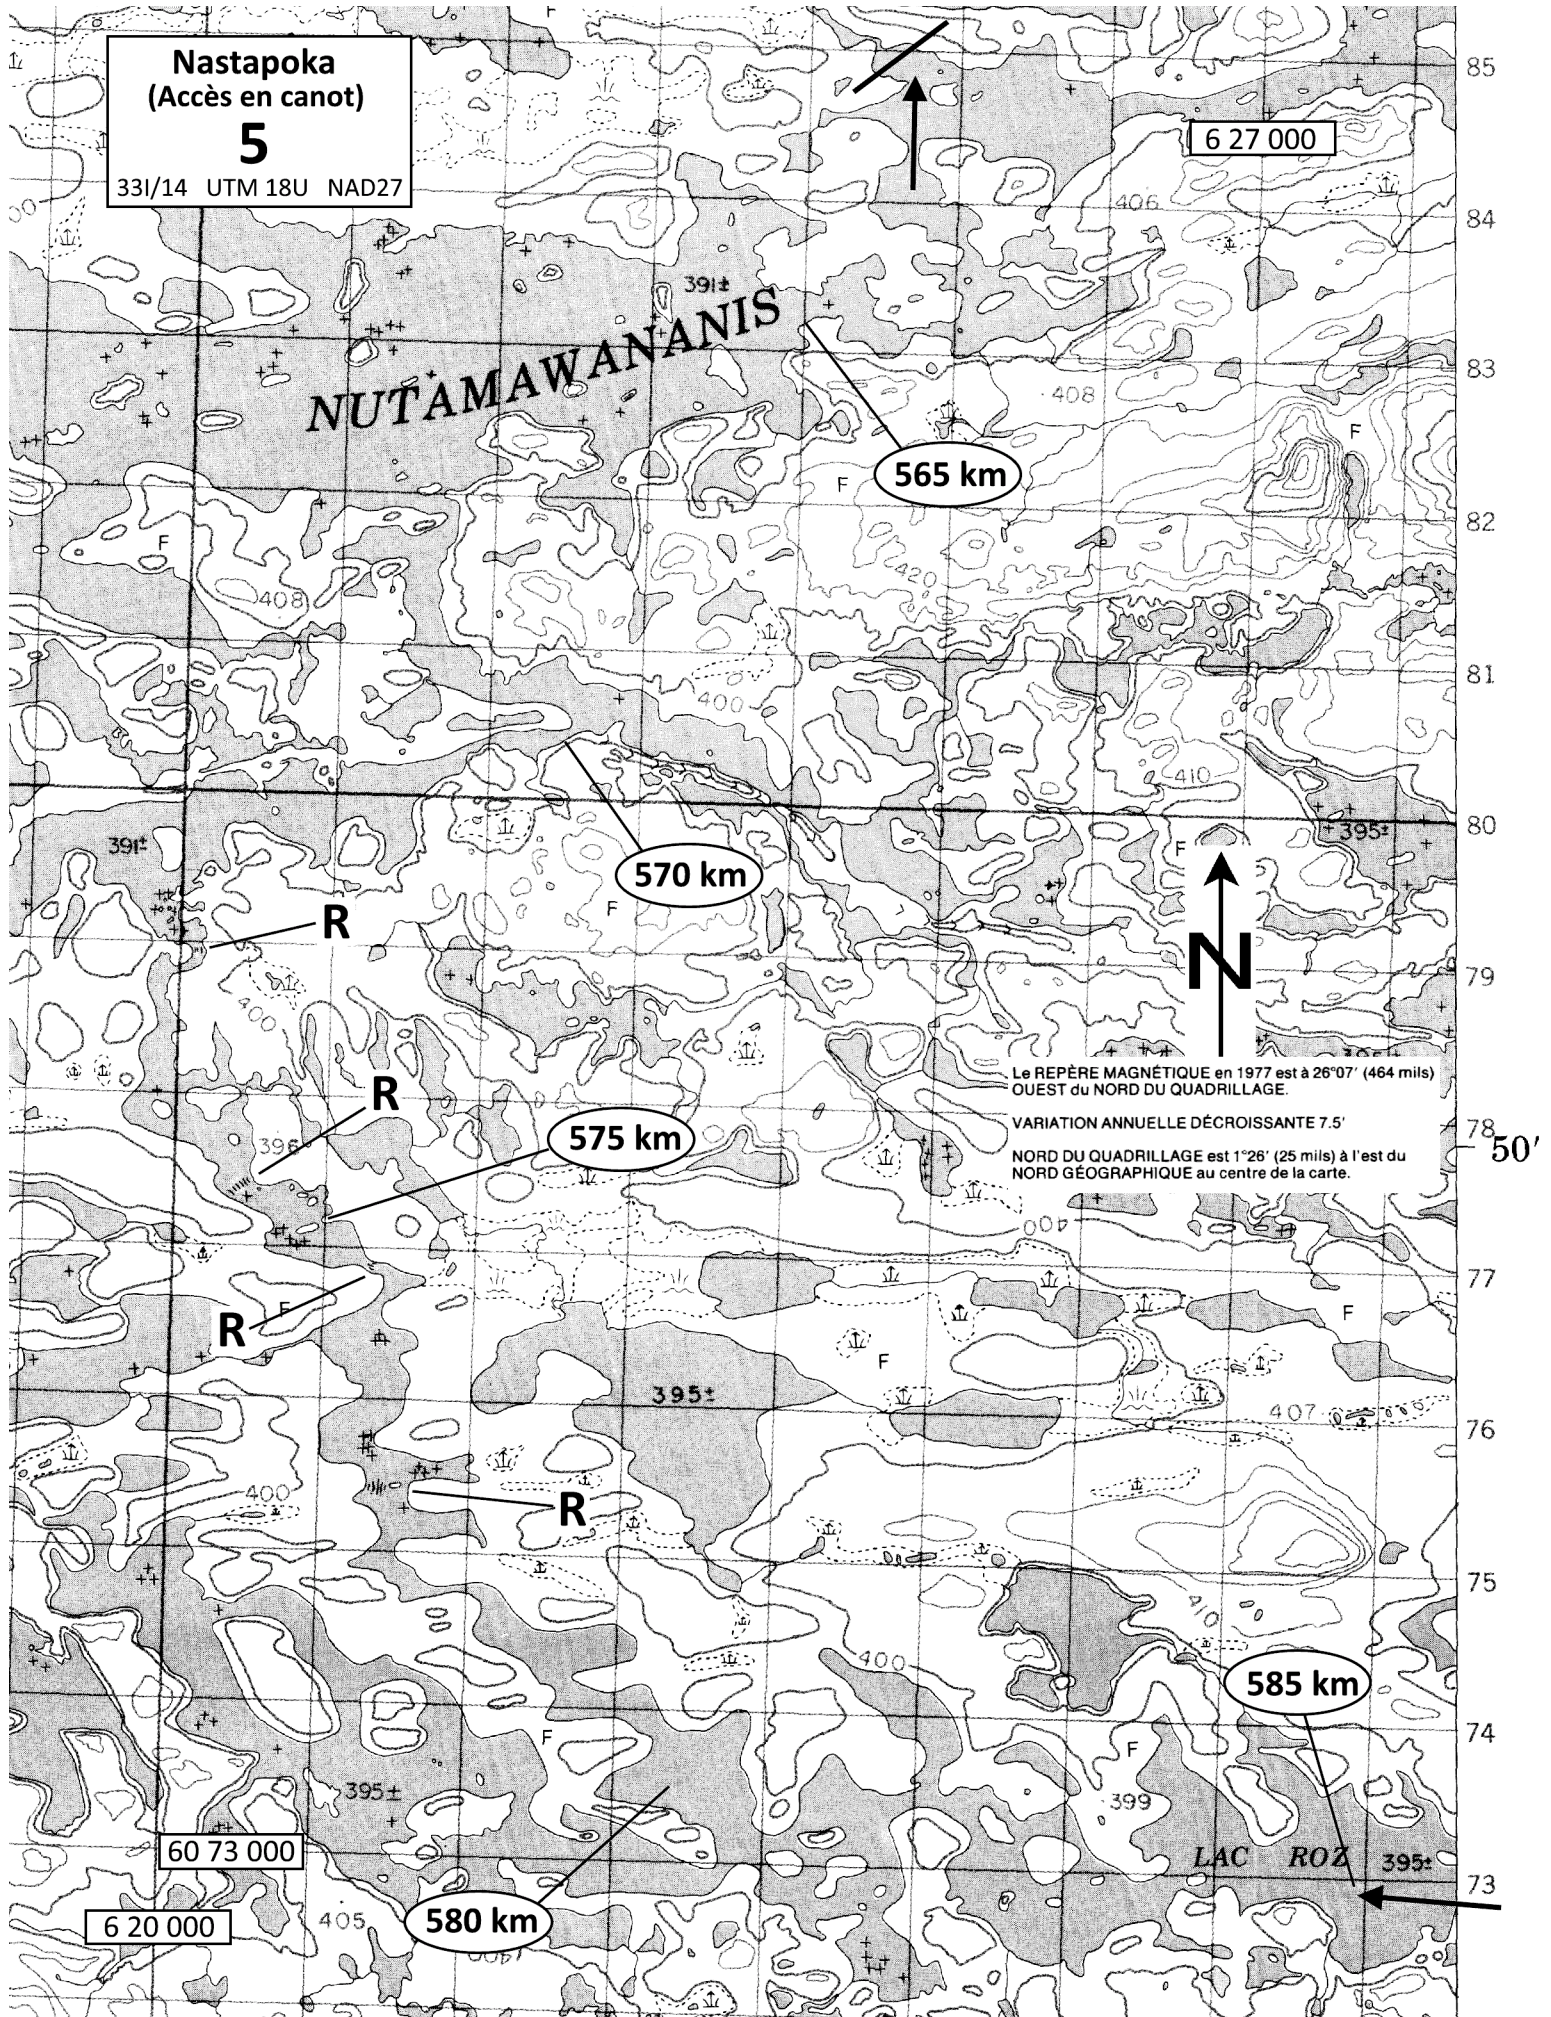 F
85
Nastapoka
(Accès en canot)
5
33I/14 UTM 18U NAD27
6 27 000
406
84
391±
NUTAMAWANANIS
83
408
F
565 km
F
82
F
408
420
81
400
410
80
395±
391±
F
570 km
F
R
N
79
400
395±
Le REPÈRE MAGNÉTIQUE en 1977 est à 26°07' (464 mils)
OUEST du NORD DU QUADRILLAGE.
R
VARIATION ANNUELLE DÉCROISSANTE 7.5'
575 km
78
396
50'
NORD DU QUADRILLAGE est 1°26' (25 mils) à l'est du
NORD GÉOGRAPHIQUE au centre de la carte.
400
77
F
F
R
F
395±
407
76
400
R
75
410
400
585 km
74
F
F
395±
399
60 73 000
LAC ROZ
395±
73
6 20 000
405
580 km
400